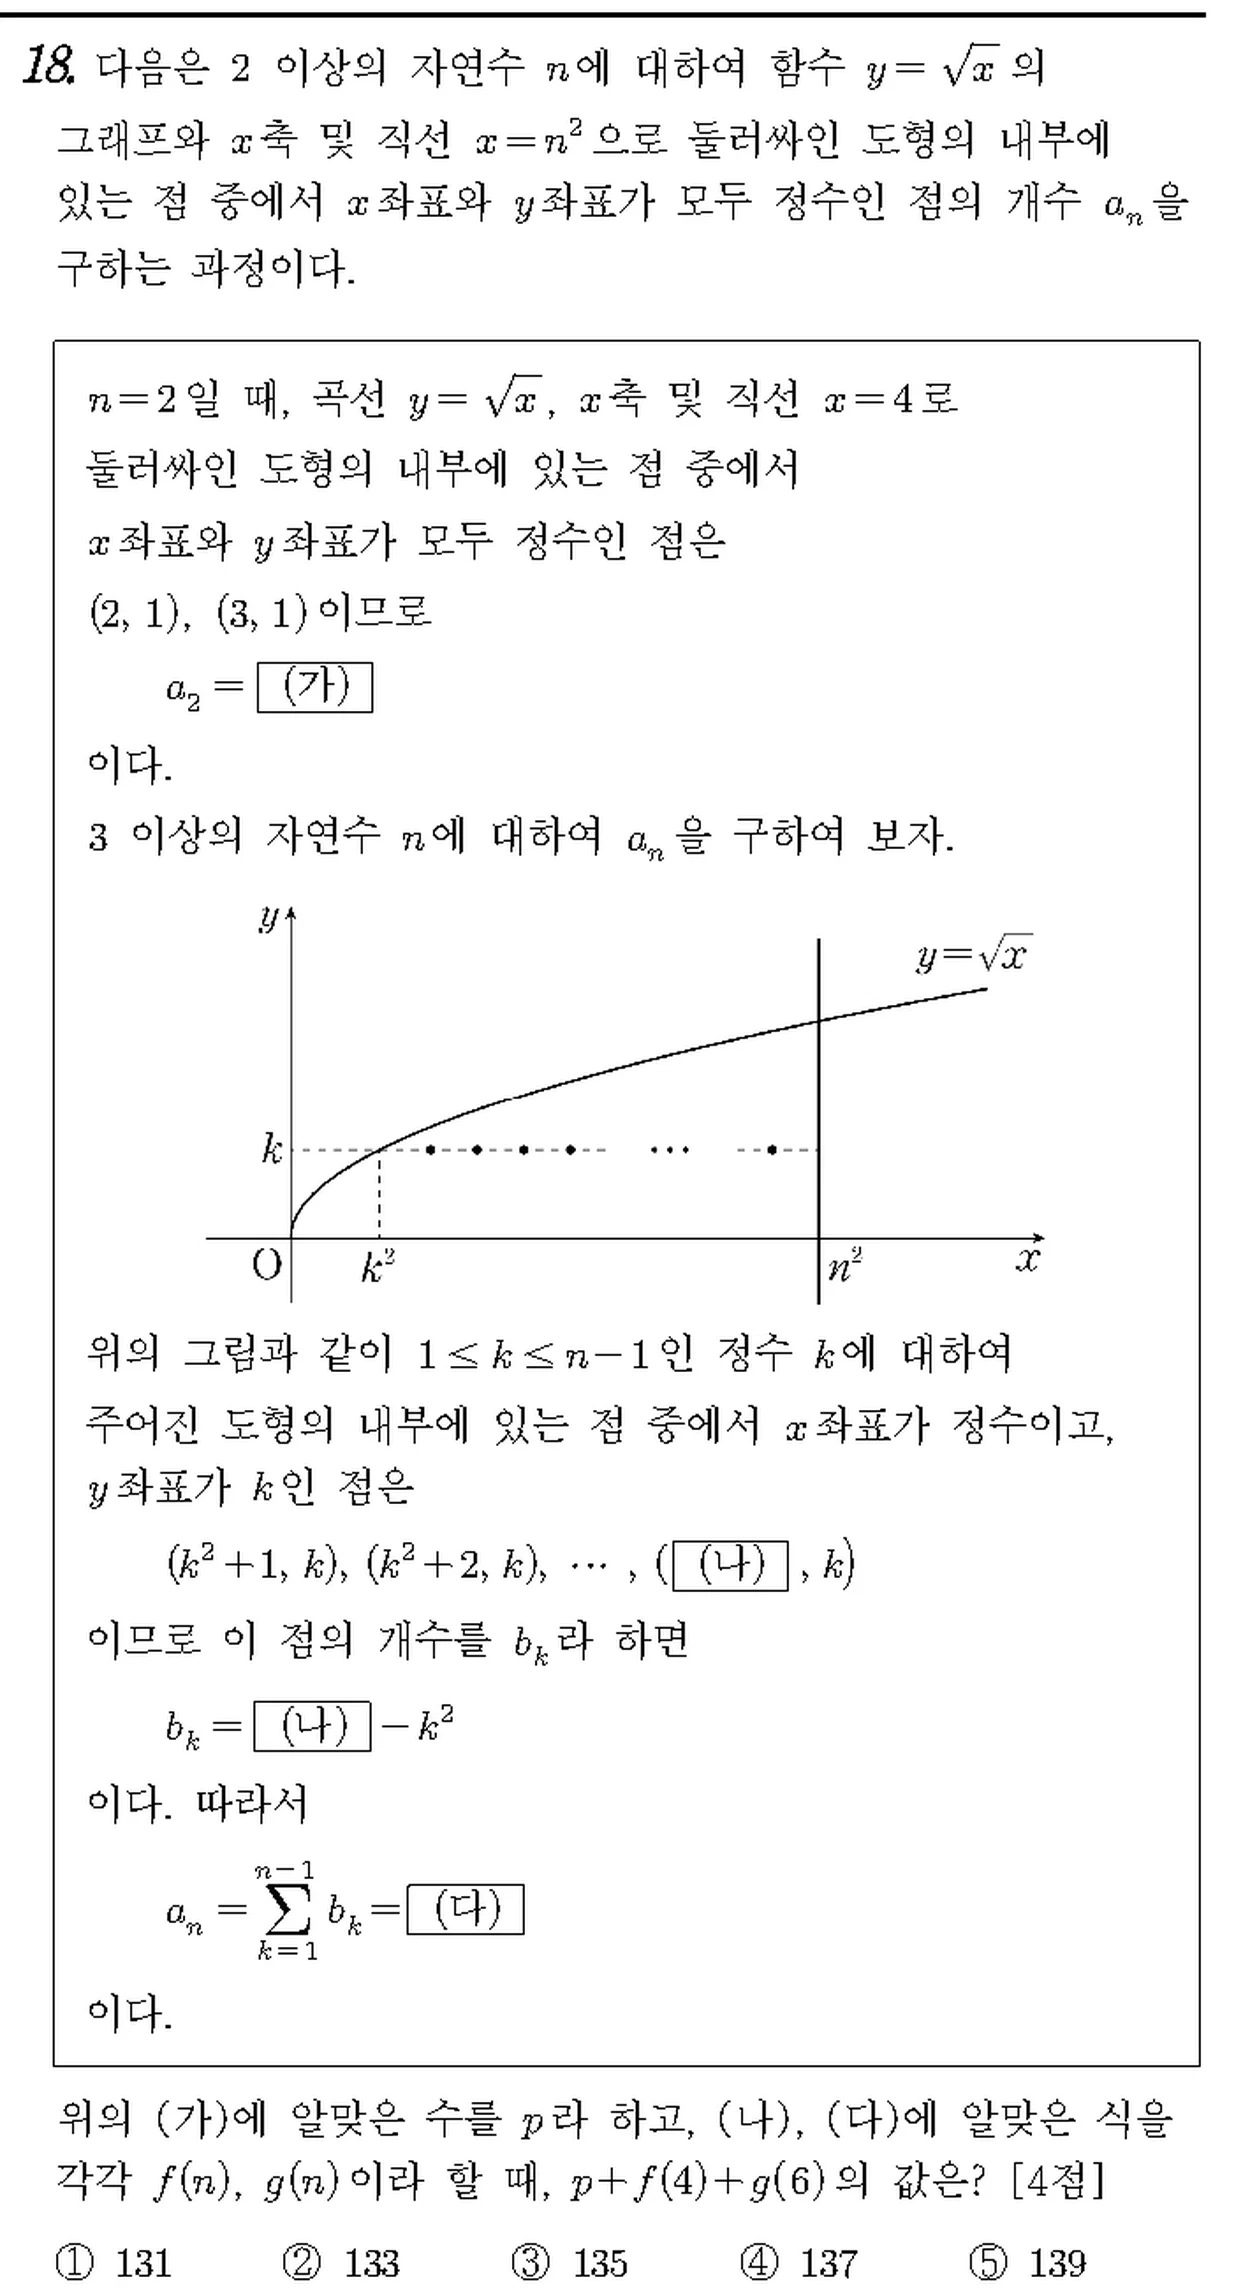 18. 다음은 2 이상의 자연수 n에 대하여 함수 y=√x 의
그래프와 x축 및 직선 x=n²으로 둘러싸인 도형의 내부에
있는 점 중에서 x좌표와 y좌표가 모두 정수인 점의 개수 aₙ을
구하는 과정이다.
n=2일 때, 곡선 y=√x, x축 및 직선 x=4로
둘러싸인 도형의 내부에 있는 점 중에서
x좌표와 y좌표가 모두 정수인 점은
(2, 1), (3, 1)이므로
a₂= (가)
이다.
3 이상의 자연수 n에 대하여 aₙ을 구하여 보자.
y
y=√x
k
···
O
k²
n²
x
위의 그림과 같이 1≤k≤n-1인 정수 k에 대하여
주어진 도형의 내부에 있는 점 중에서 x좌표가 정수이고,
y좌표가 k인 점은
(k²+1, k), (k²+2, k), ···, ( (나) , k)
이므로 이 점의 개수를 bₖ라 하면
bₖ= (나) -k²
이다. 따라서
n-1
aₙ = ∑ bₖ= (다)
k=1
이다.
위의 (가)에 알맞은 수를 p라 하고, (나), (다)에 알맞은 식을
각각 f(n), g(n)이라 할 때, p+f(4)+g(6)의 값은? [4점]
① 131 ② 133 ③ 135 ④ 137 ⑤ 139